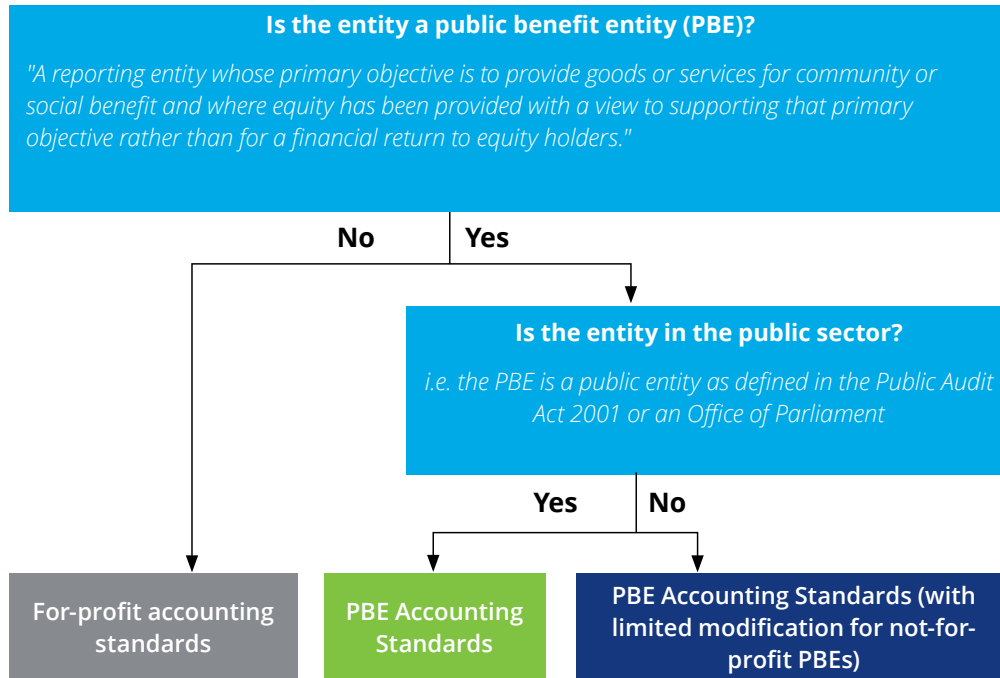 Is the entity a public benefit entity (PBE)?
"A reporting entity whose primary objective is to provide goods or services for community or
social benefit and where equity has been provided with a view to supporting that primary
objective rather than for a financial return to equity holders."
No
Yes
Is the entity in the public sector?
i.e. the PBE is a public entity as defined in the Public Audit
Act 2001 or an Office of Parliament
Yes
No
For-profit accounting
standards
PBE Accounting
Standards
PBE Accounting Standards (with
limited modification for not-for-
profit PBEs)